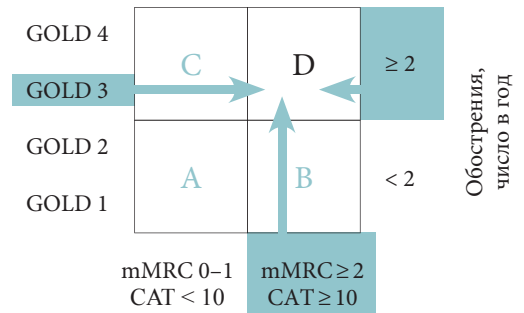 GOLD 4
C
D
≥ 2
GOLD 3
GOLD 2
A
B
< 2
GOLD 1
Обострения,
число в год
mMRC 0–1
CAT < 10
mMRC ≥ 2
CAT ≥ 10